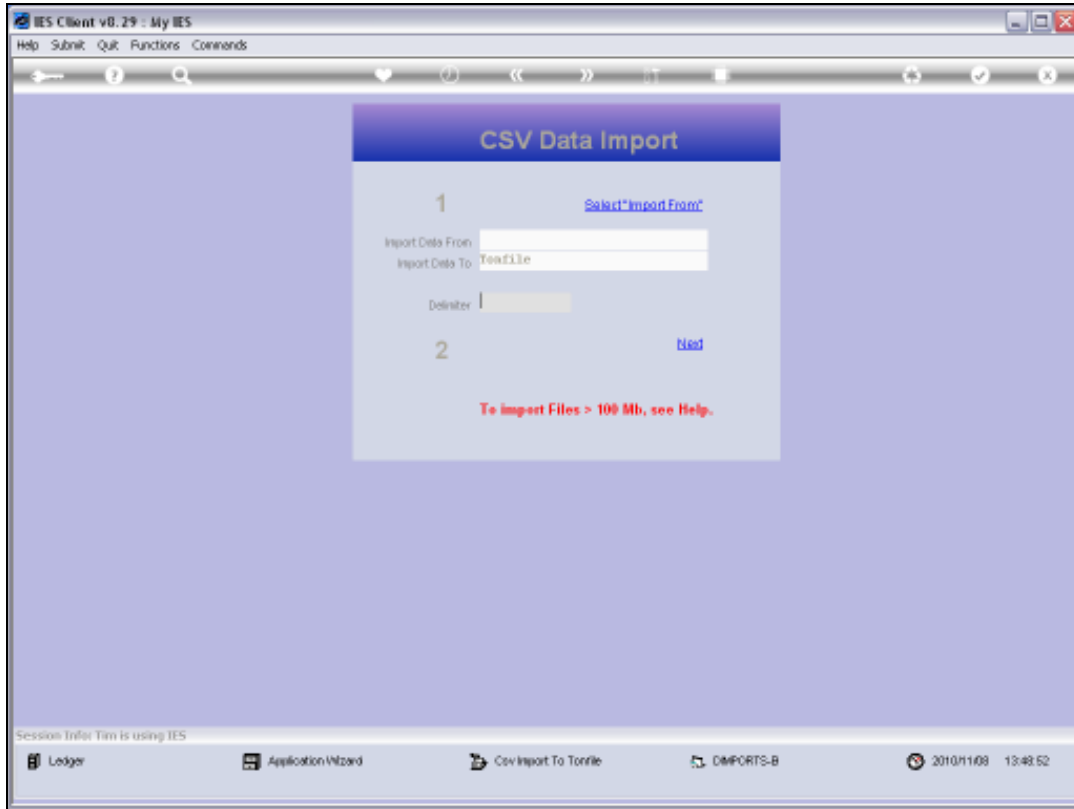 IES Client v8.29 : My IES
Help Submit Quit Functions Commands
CSV Data Import
1
Select "Import From"
Import Data From
Import Data To Tonfile
Delimiter
2
Next
To import Files > 100 Mb, see Help.
Session Info: Tim is using IES
Ledger Application Wizard Csv Import To Tonfile DIMPORTS-B 2010/11/08 13:48:52